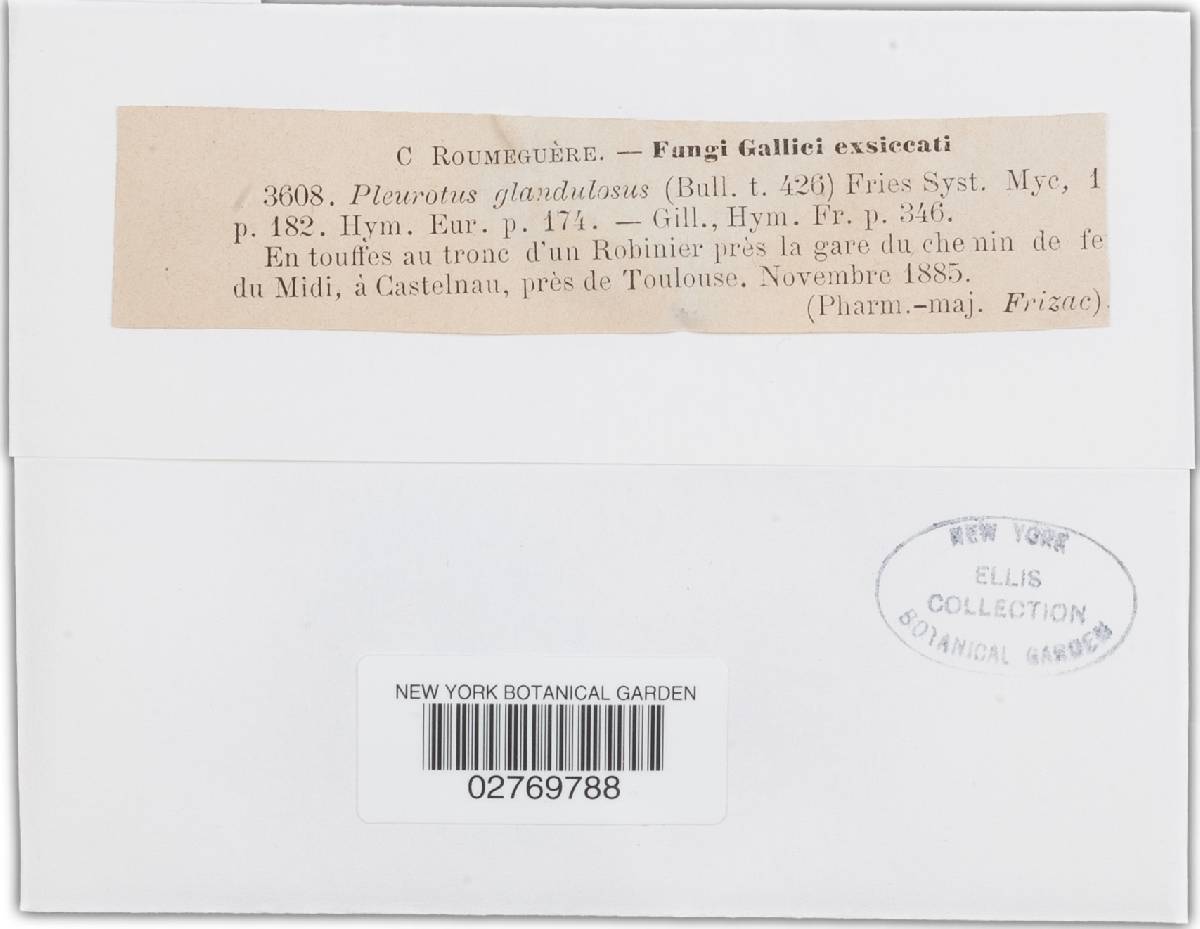 C ROUMEGUÈRE. — Fungi Gallici exsiccati
3608. Pleurotus glandulosus (Bull. t. 426) Fries Syst. Myc, 1
p. 182. Hym. Eur. p. 174. — Gill., Hym. Fr. p. 346.
En touffes au tronc d'un Robinier près la gare du che nin de fe
du Midi, à Castelnau, près de Toulouse. Novembre 1885.
(Pharm.-maj. Frizac).
NEW YORK
ELLIS
COLLECTION
BOTANICAL GARDEN
NEW YORK BOTANICAL GARDEN
02769788